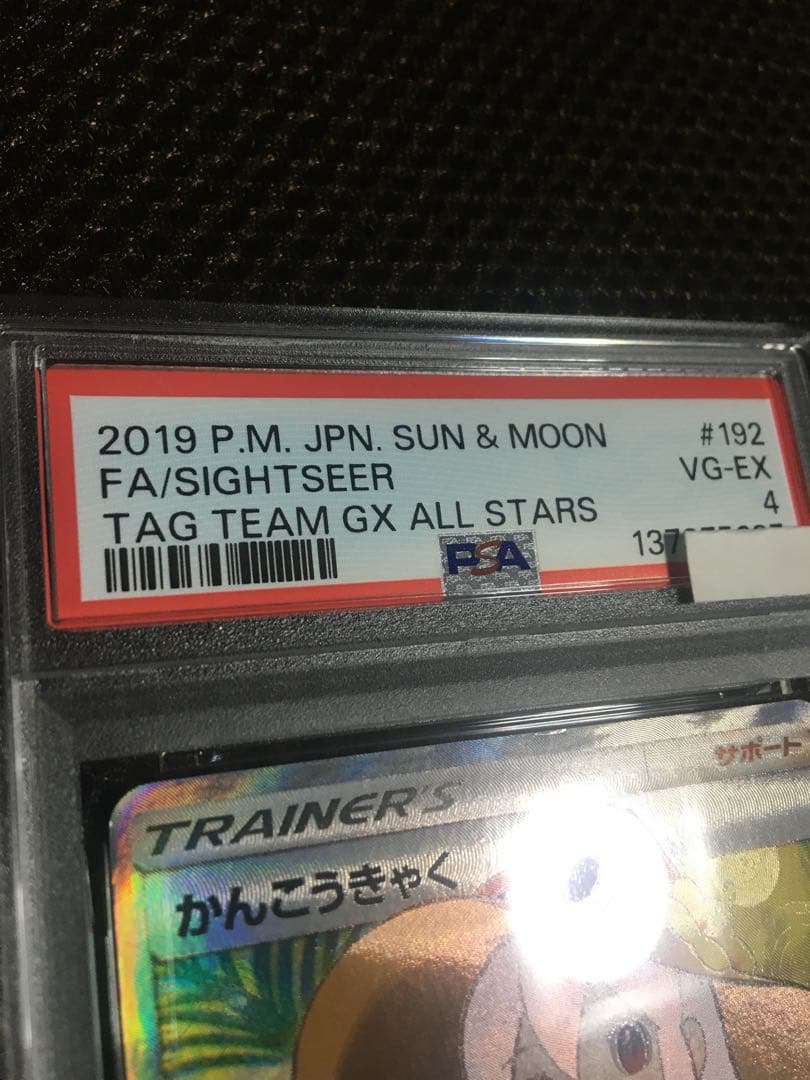 2019 P.M. JPN. SUN & MOON #192
FA/SIGHTSEER VG-EX
TAG TEAM GX ALL STARS 4
PSA
TRAINER'S サポート
かんこうきゃく